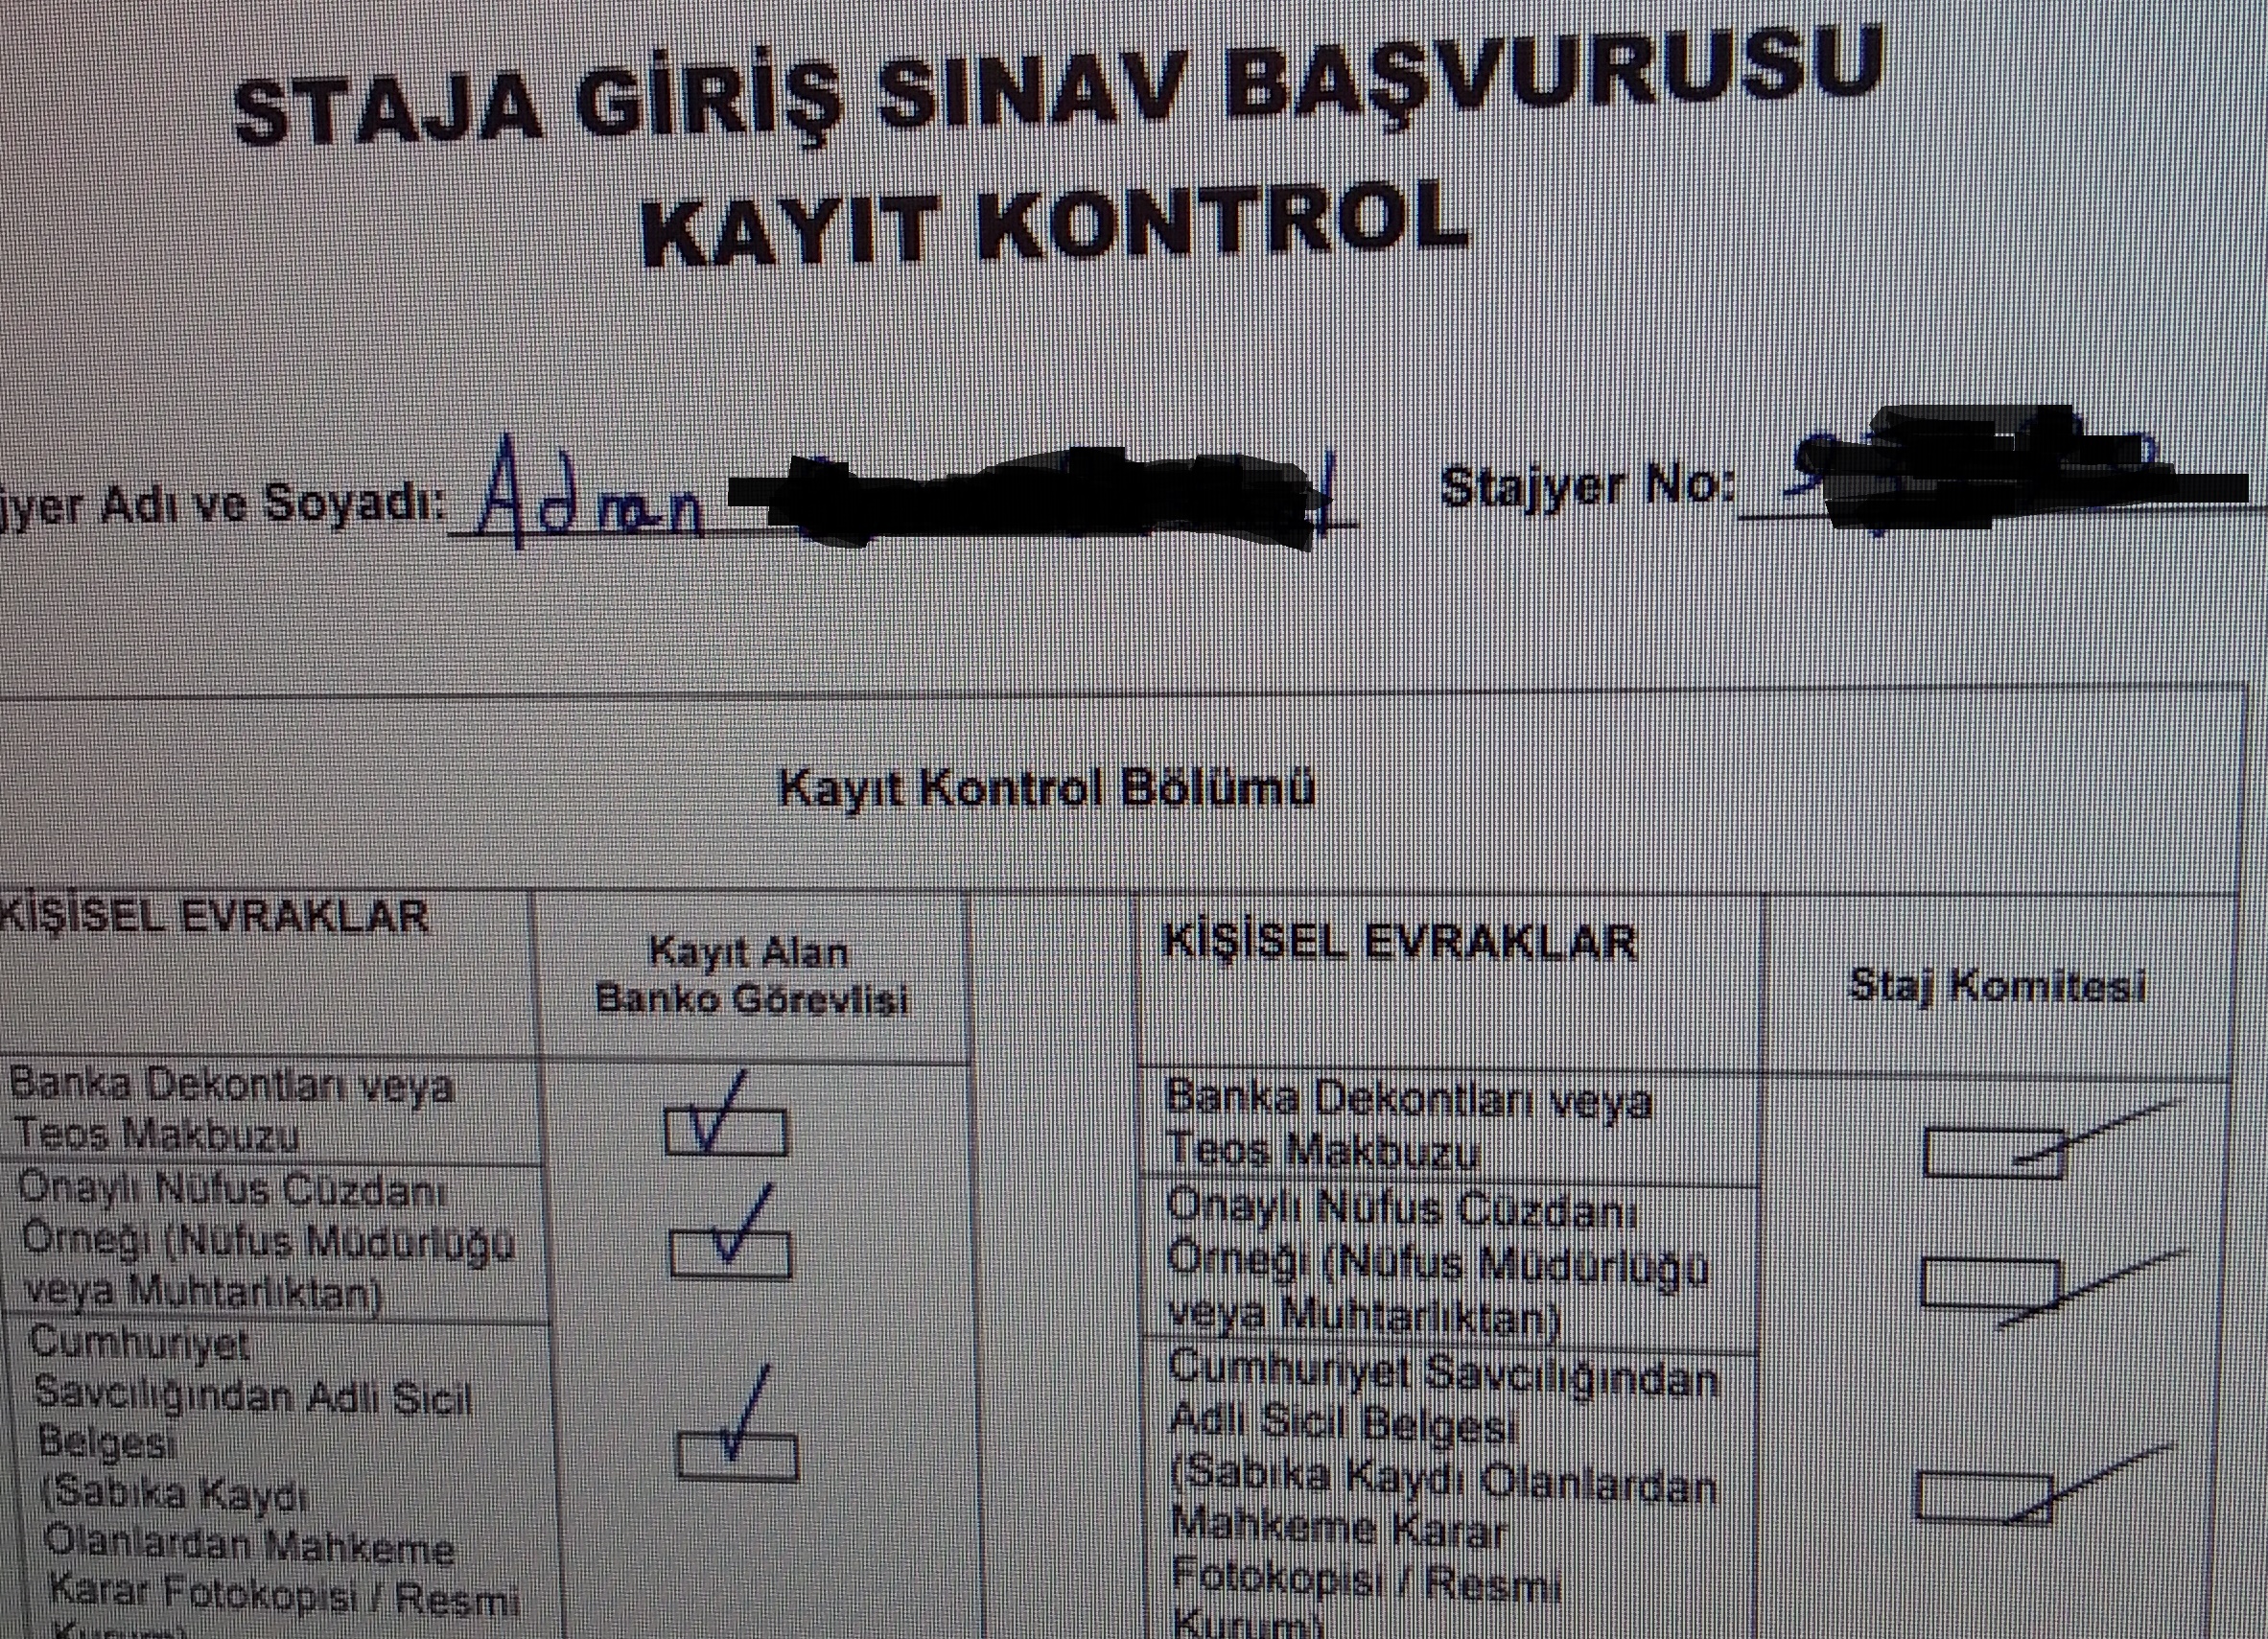 STAJA GİRİŞ SINAV BAŞVURUSU
KAYIT KONTROL
jyer Adı ve Soyadı: Adnan Stajyer No:
Kayıt Kontrol Bölümü
KİŞİSEL EVRAKLAR
Kayıt Alan
Banko Görevlisi
Banka Dekontları veya
Teos Makbuzu
Onaylı Nüfus Cüzdanı
Örneği (Nüfus Müdürlüğü
veya Muhtarlıktan)
Cumhuriyet
Savcılığından Adli Sicil
Belgesi
(Sabıka Kaydı
Olanlardan Mahkeme
Karar Fotokopisi / Resmi
Kurum)
KİŞİSEL EVRAKLAR
Staj Komitesi
Banka Dekontları veya
Teos Makbuzu
Onaylı Nüfus Cüzdanı
Örneği (Nüfus Müdürlüğü
veya Muhtarlıktan)
Cumhuriyet Savcılığından
Adli Sicil Belgesi
(Sabıka Kaydı Olanlardan
Mahkeme Karar
Fotokopisi / Resmi
Kurum)